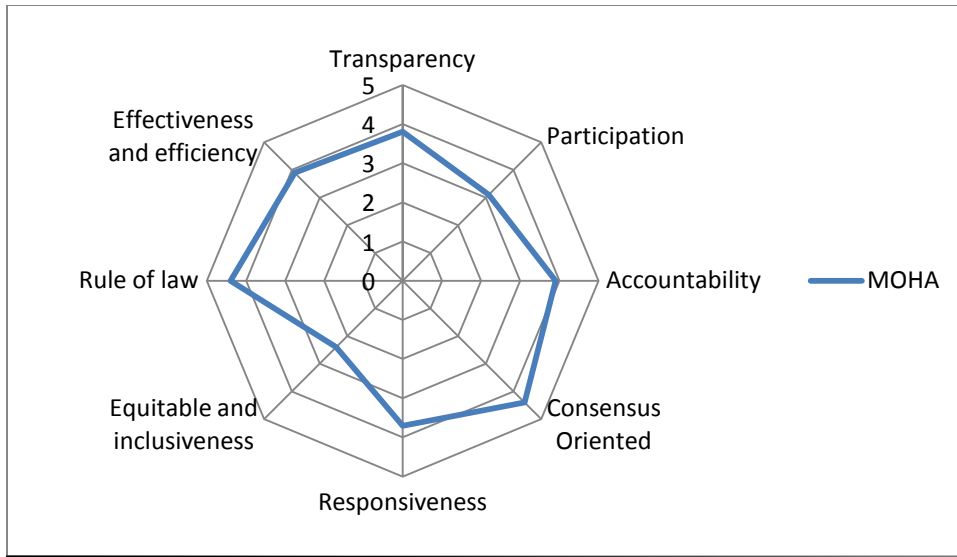 Transparency
5
4
3
2
1
0
Participation
Accountability
Consensus
Oriented
Responsiveness
Equitable and
inclusiveness
Rule of law
Effectiveness
and efficiency
MOHA